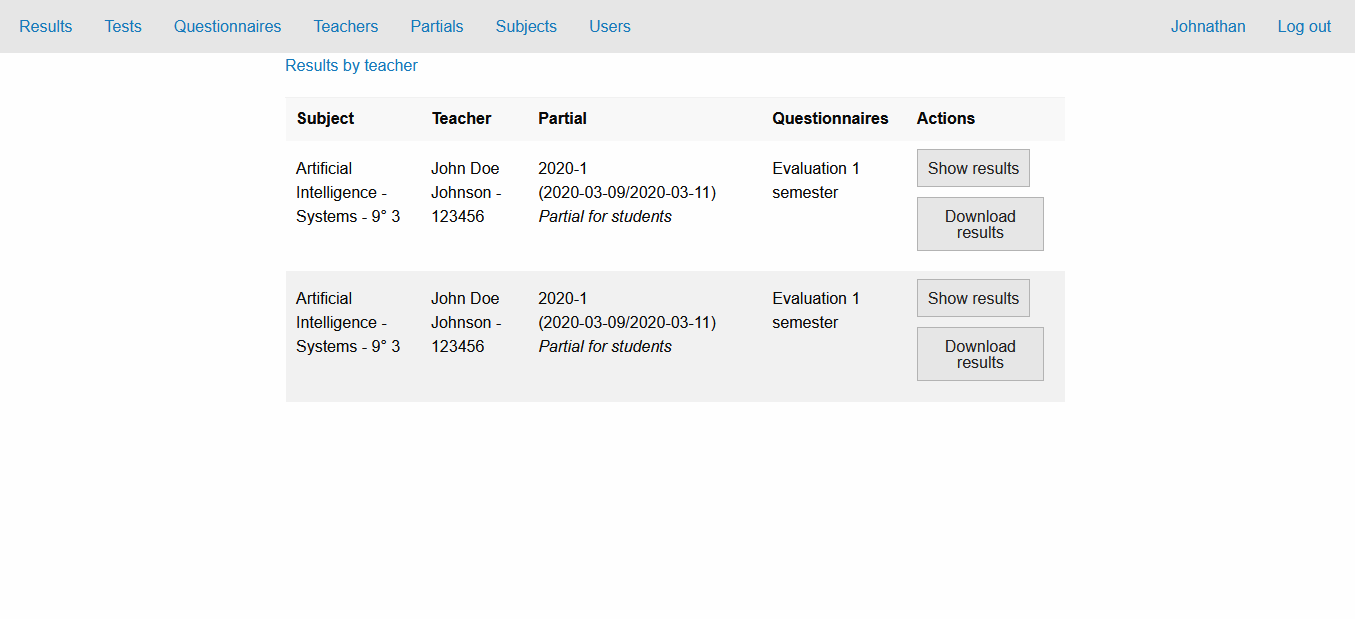 Results Tests Questionnaires Teachers Partials Subjects Users Johnathan Log out
Results by teacher
Subject Teacher Partial Questionnaires Actions
Artificial John Doe 2020-1 Evaluation 1 Show results
Intelligence - Johnson - (2020-03-09/2020-03-11) semester
Systems - 9° 3 123456 Partial for students Download
results
Artificial John Doe 2020-1 Evaluation 1 Show results
Intelligence - Johnson - (2020-03-09/2020-03-11) semester
Systems - 9° 3 123456 Partial for students Download
results